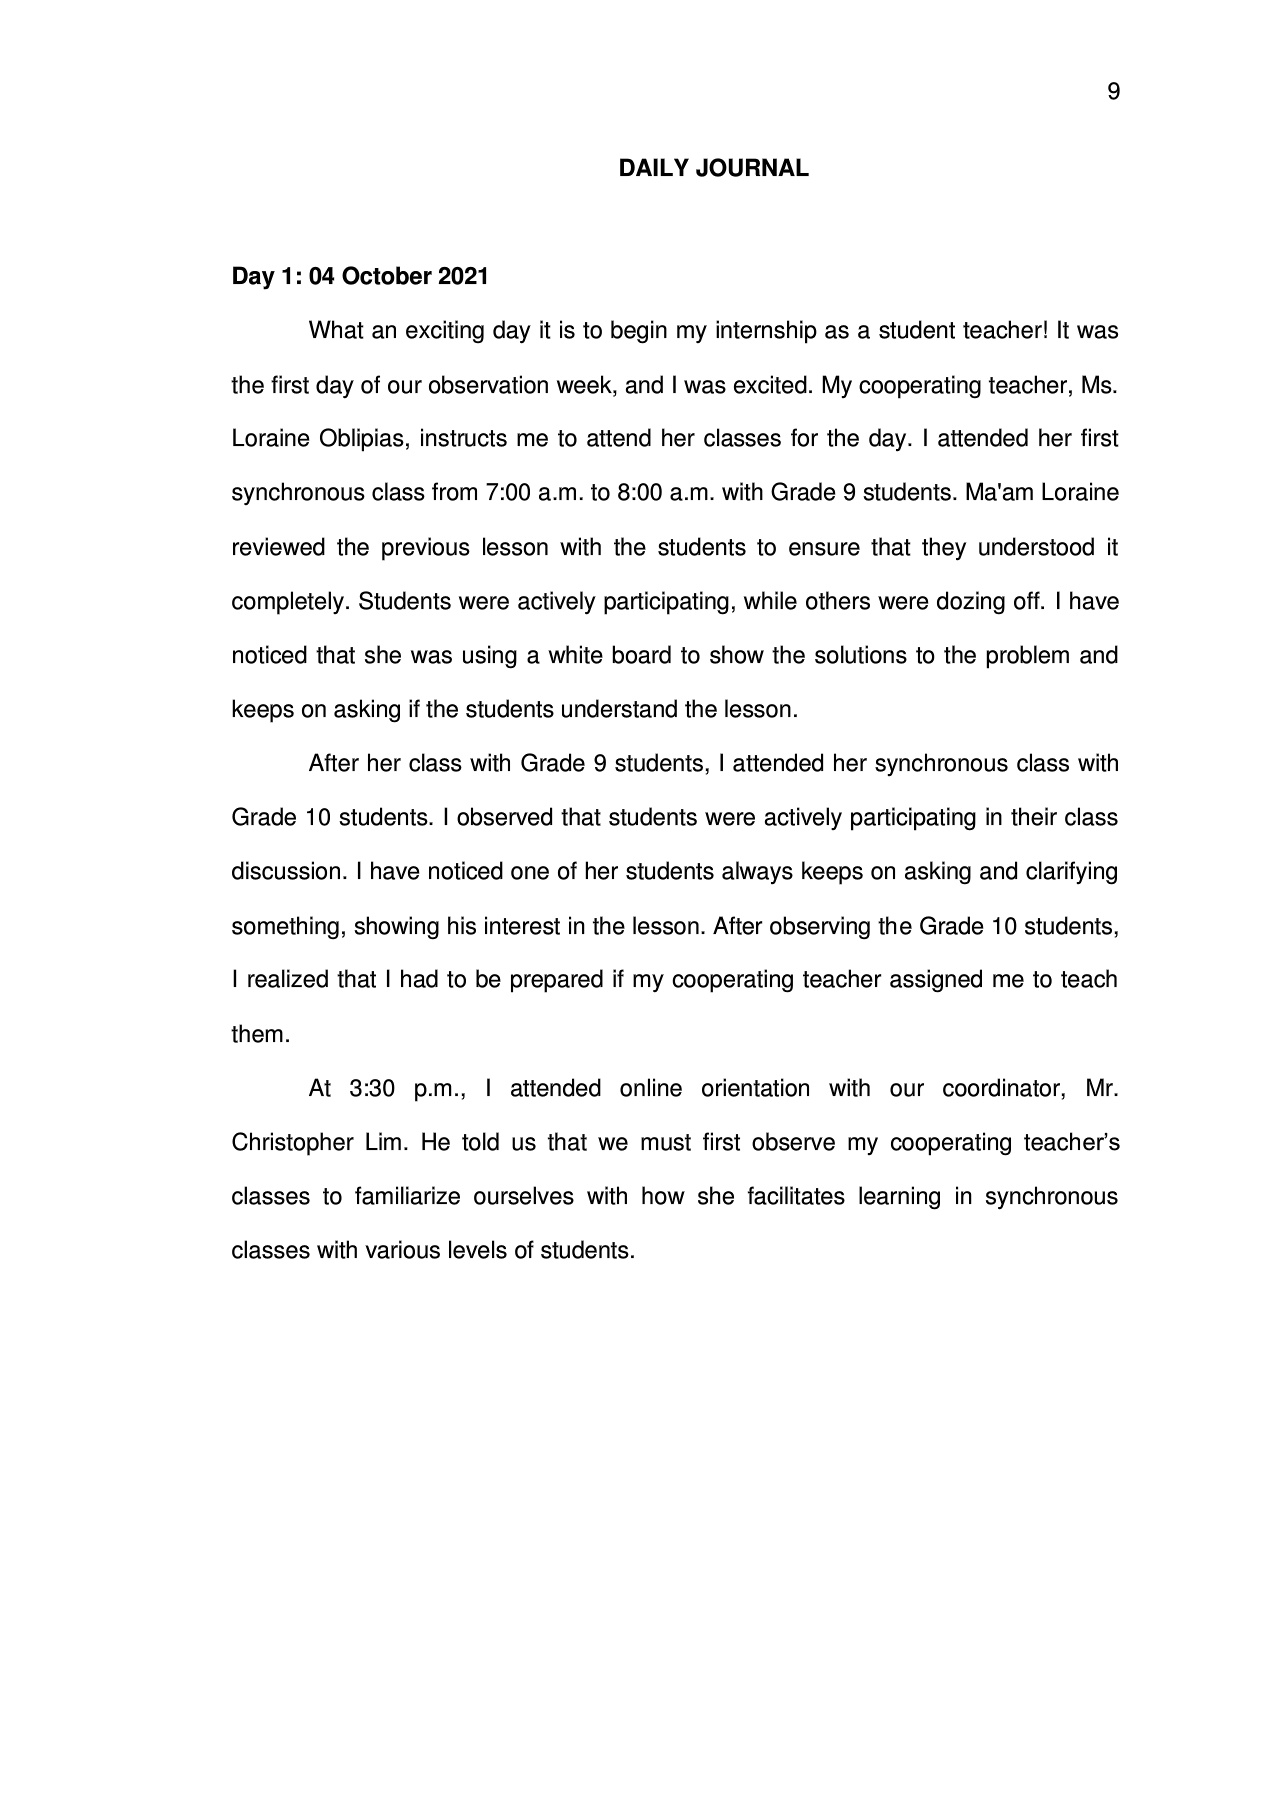 9
DAILY JOURNAL
Day 1: 04 October 2021
What an exciting day it is to begin my internship as a student teacher! It was
the first day of our observation week, and I was excited. My cooperating teacher, Ms.
Loraine Oblipias, instructs me to attend her classes for the day. I attended her first
synchronous class from 7:00 a.m. to 8:00 a.m. with Grade 9 students. Ma'am Loraine
reviewed the previous lesson with the students to ensure that they understood it
completely. Students were actively participating, while others were dozing off. I have
noticed that she was using a white board to show the solutions to the problem and
keeps on asking if the students understand the lesson.
After her class with Grade 9 students, I attended her synchronous class with
Grade 10 students. I observed that students were actively participating in their class
discussion. I have noticed one of her students always keeps on asking and clarifying
something, showing his interest in the lesson. After observing the Grade 10 students,
I realized that I had to be prepared if my cooperating teacher assigned me to teach
them.
At 3:30 p.m., I attended online orientation with our coordinator, Mr.
Christopher Lim. He told us that we must first observe my cooperating teacher’s
classes to familiarize ourselves with how she facilitates learning in synchronous
classes with various levels of students.